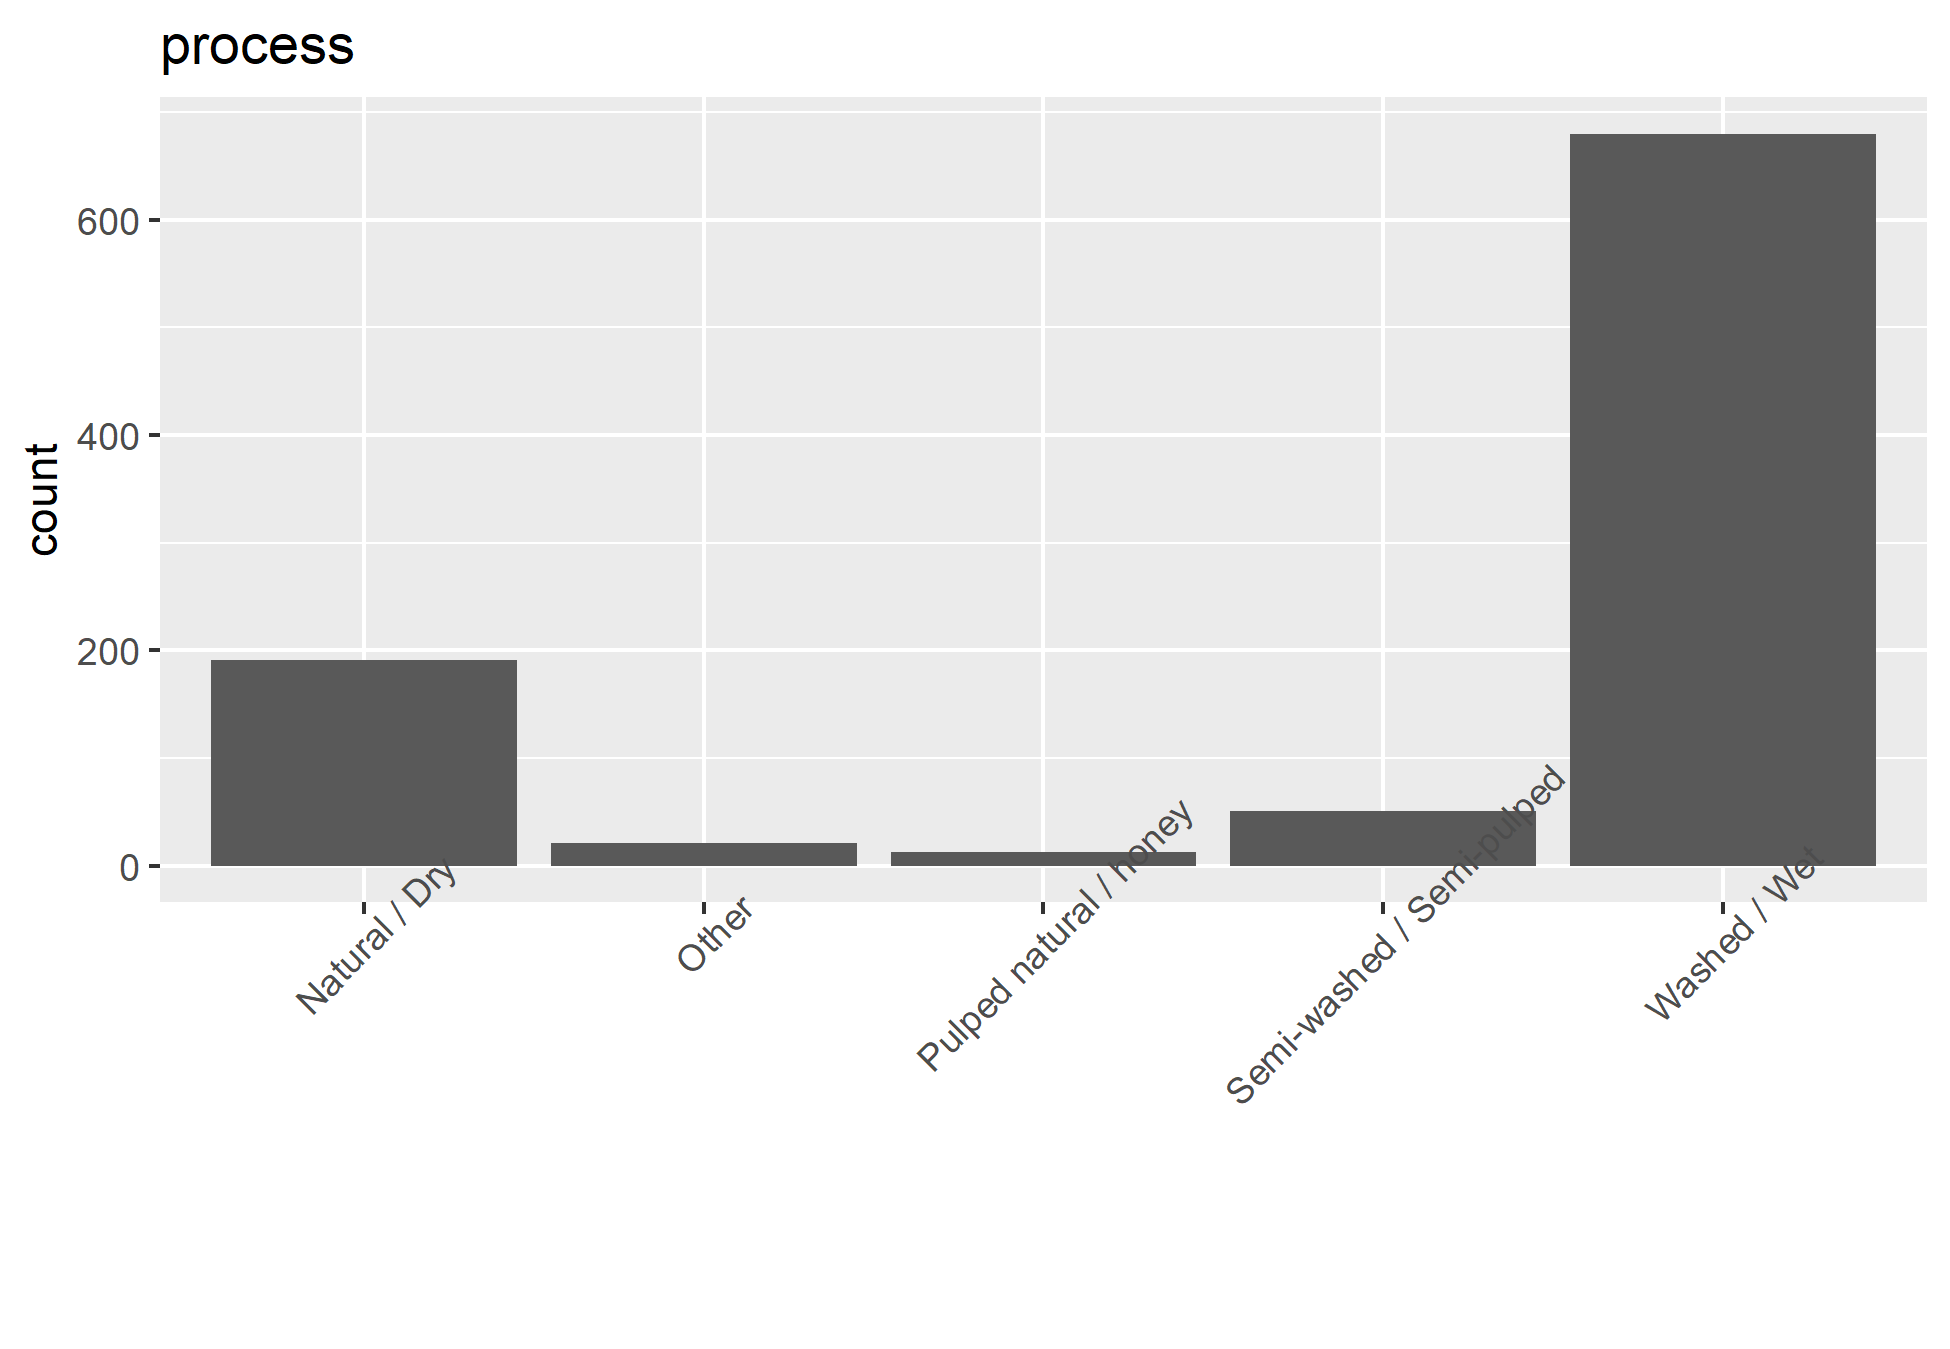 process
count
600
400
200
0
Natural / Dry
Other
Pulped natural / honey
Semi-washed / Semi-pulped
Washed / Wet